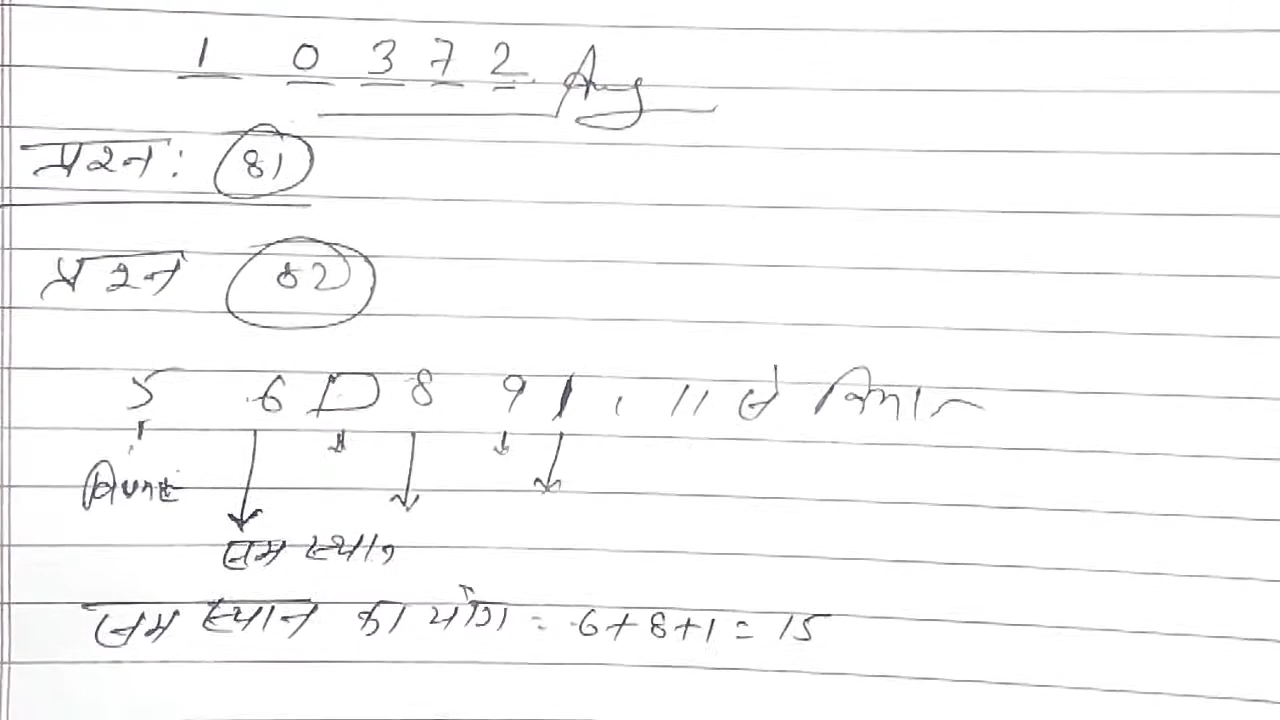 1 0 3 7 2 Ans
प्रश्न: 81
प्रश्न 82
5 6 □ 8 9 1, 11 से विभा
विषम
सम स्थान
सम स्थान का योग = 6+8+1 = 15